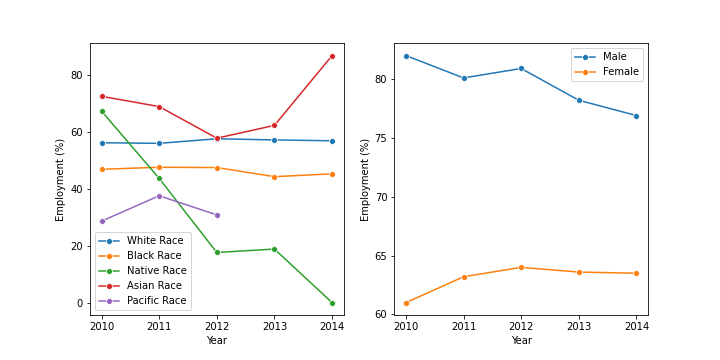 Employment (%)
80
60
40
20
0
White Race
Black Race
Native Race
Asian Race
Pacific Race
2010 2011 2012 2013 2014
Year
Employment (%)
80
75
70
65
60
Male
Female
2010 2011 2012 2013 2014
Year